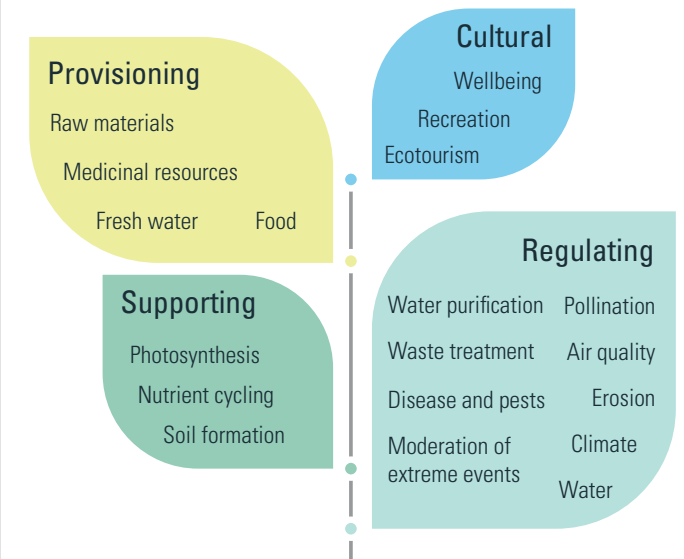 Provisioning
Raw materials
Medicinal resources
Fresh water Food
Cultural
Wellbeing
Recreation
Ecotourism
Supporting
Photosynthesis
Nutrient cycling
Soil formation
Regulating
Water purification Pollination
Waste treatment Air quality
Disease and pests Erosion
Moderation of
extreme events
Climate
Water